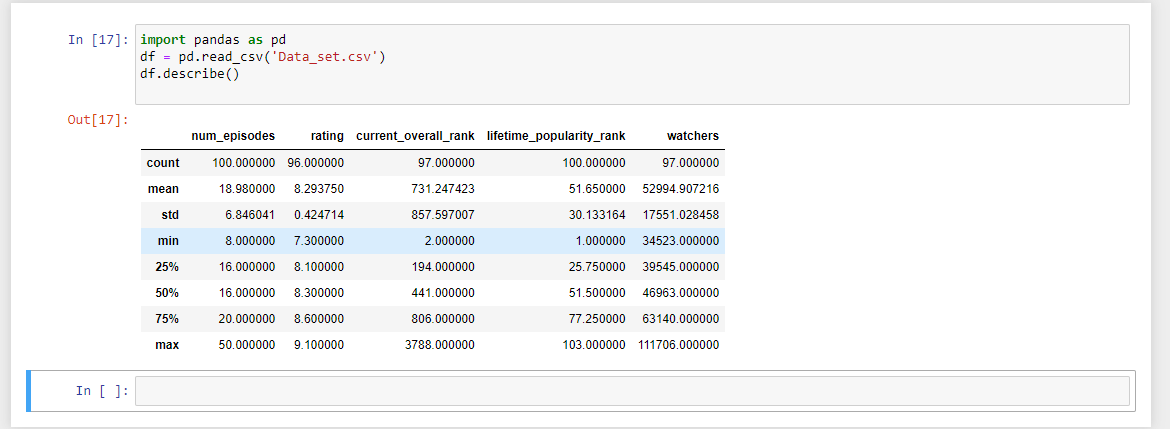 In [17]: import pandas as pd
df = pd.read_csv('Data_set.csv')
df.describe()
Out[17]:
num_episodes rating current_overall_rank lifetime_popularity_rank watchers
count 100.000000 96.000000 97.000000 100.000000 97.000000
mean 18.980000 8.293750 731.247423 51.650000 52994.907216
std 6.846041 0.424714 857.597007 30.133164 17551.028458
min 8.000000 7.300000 2.000000 1.000000 34523.000000
25% 16.000000 8.100000 194.000000 25.750000 39545.000000
50% 16.000000 8.300000 441.000000 51.500000 46963.000000
75% 20.000000 8.600000 806.000000 77.250000 63140.000000
max 50.000000 9.100000 3788.000000 103.000000 111706.000000
In [ ]: